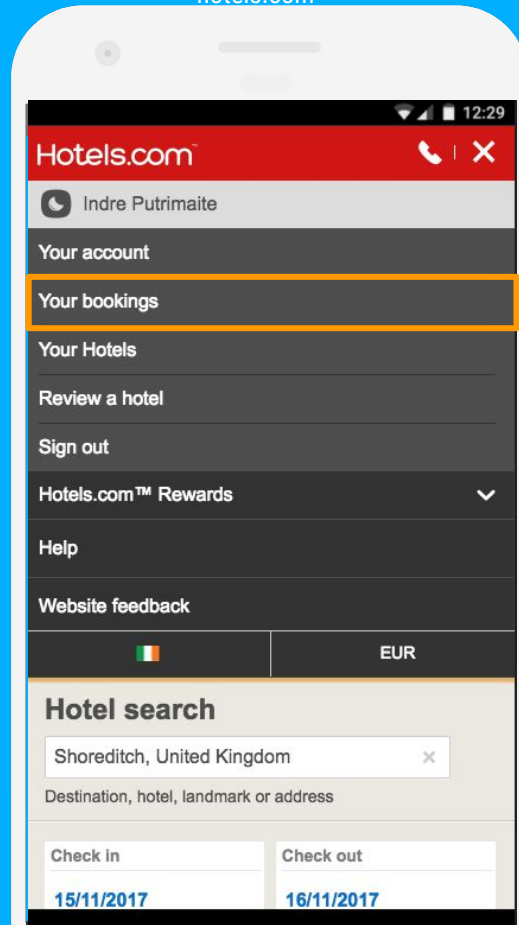 hotels.com
12:29
Hotels.com™
Indre Putrimaite
Your account
Your bookings
Your Hotels
Review a hotel
Sign out
Hotels.com™ Rewards
Help
Website feedback
EUR
Hotel search
Shoreditch, United Kingdom
Destination, hotel, landmark or address
Check in Check out
15/11/2017 16/11/2017